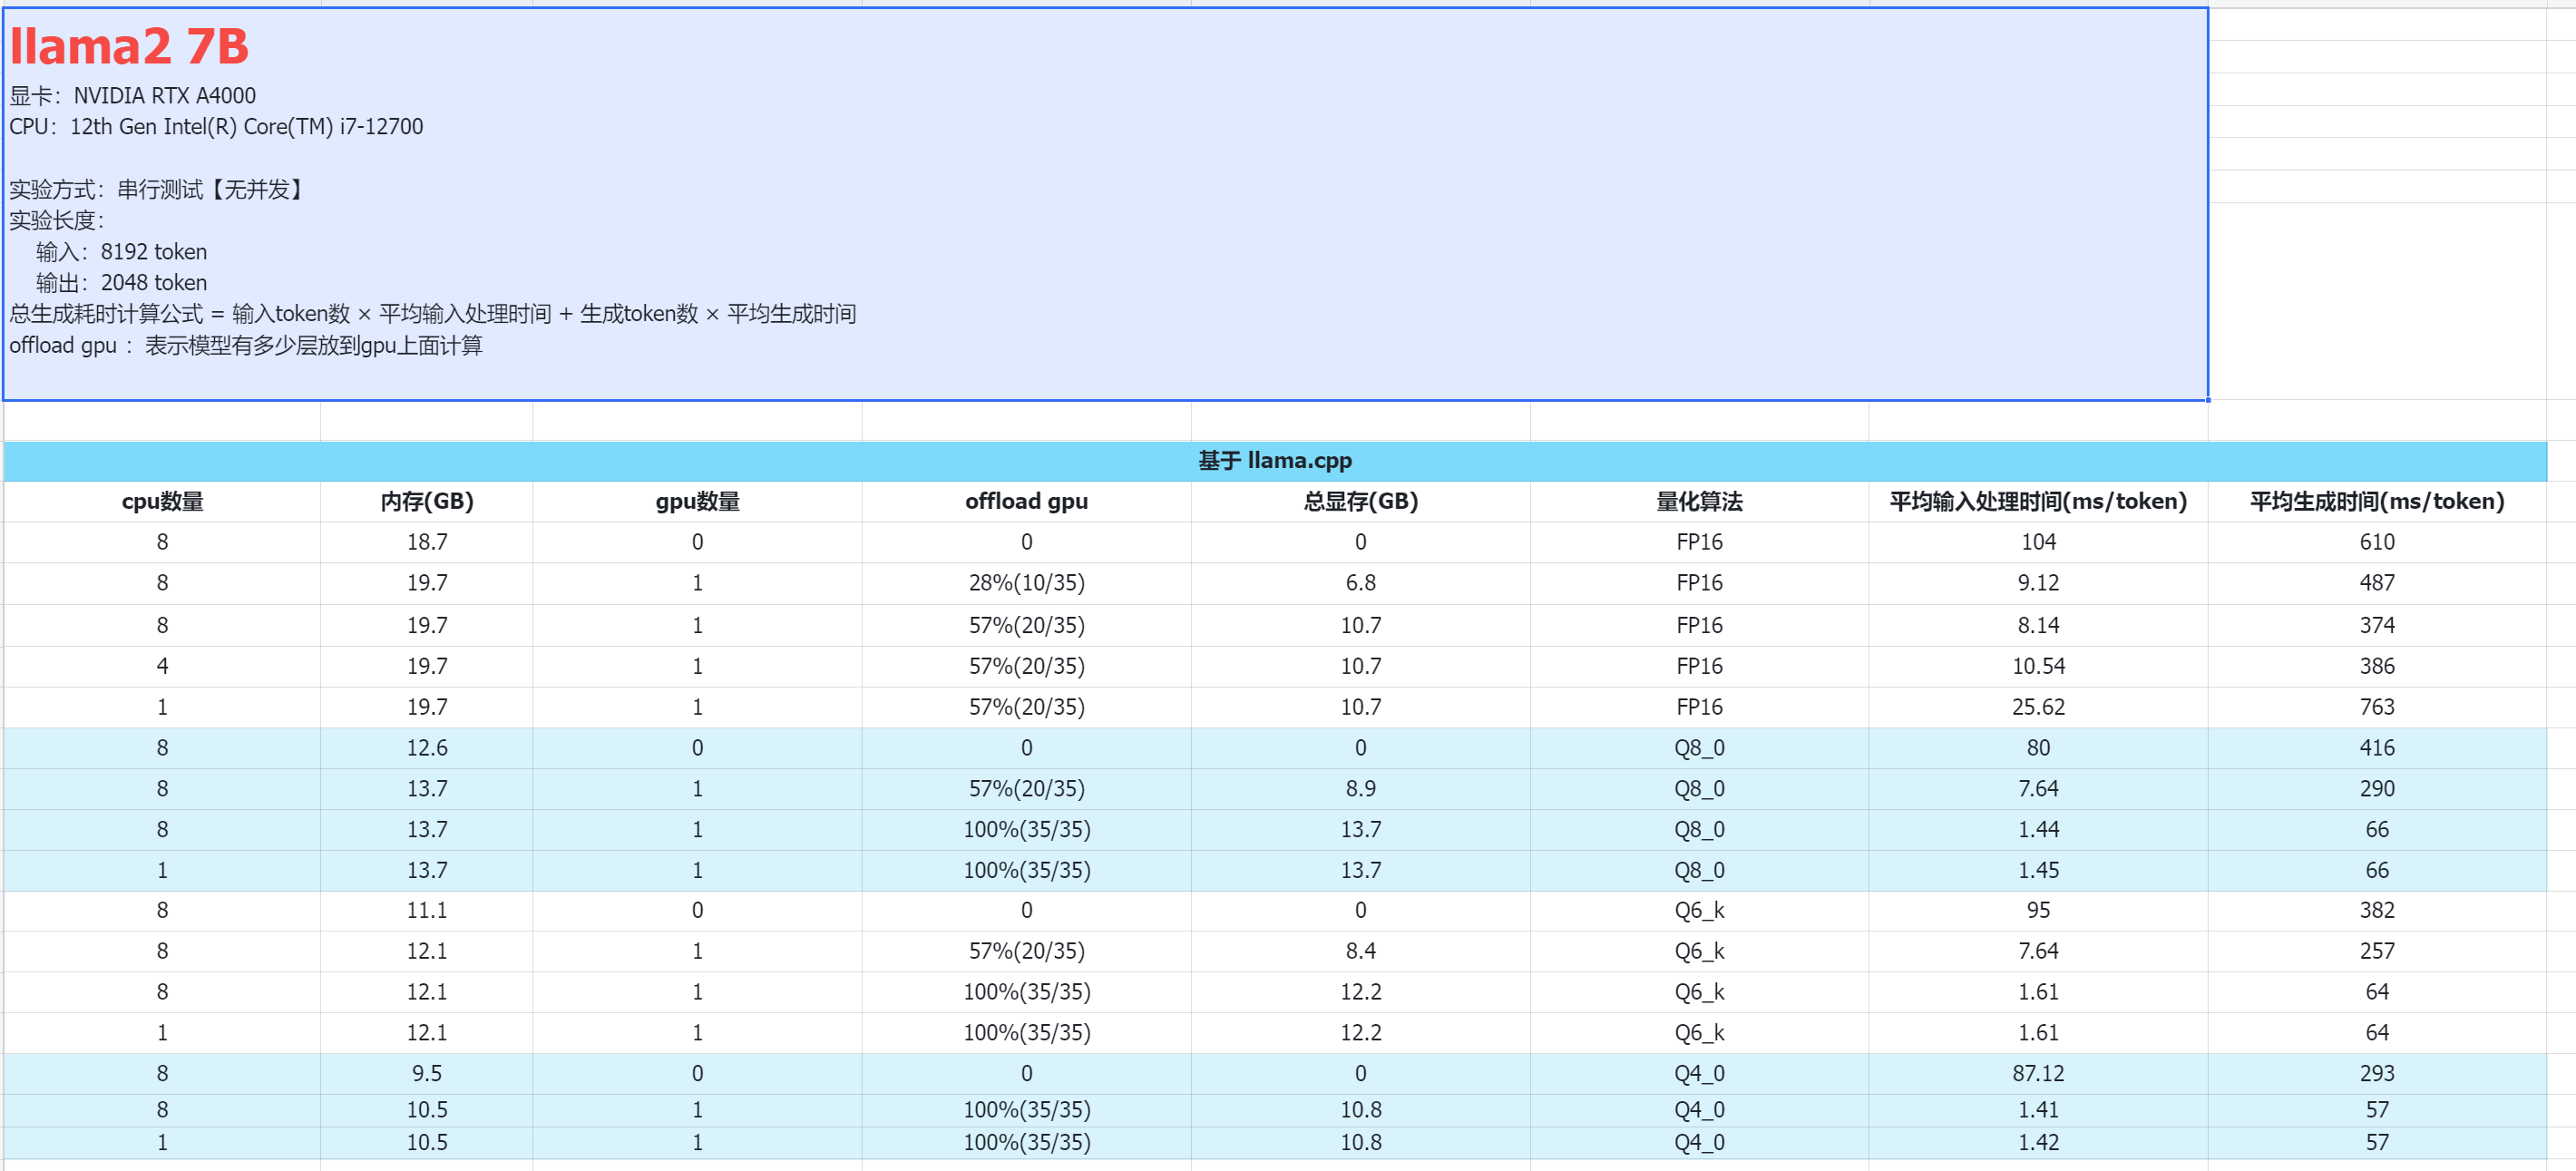 llama2 7B
显卡：NVIDIA RTX A4000
CPU：12th Gen Intel(R) Core(TM) i7-12700
实验方式：串行测试【无并发】
实验长度：
输入：8192 token
输出：2048 token
总生成耗时计算公式 = 输入token数 × 平均输入处理时间 + 生成token数 × 平均生成时间
offload gpu ：表示模型有多少层放到gpu上面计算
基于 llama.cpp
cpu数量 内存(GB) gpu数量 offload gpu 总显存(GB) 量化算法 平均输入处理时间(ms/token) 平均生成时间(ms/token)
8 18.7 0 0 0 FP16 104 610
8 19.7 1 28%(10/35) 6.8 FP16 9.12 487
8 19.7 1 57%(20/35) 10.7 FP16 8.14 374
4 19.7 1 57%(20/35) 10.7 FP16 10.54 386
1 19.7 1 57%(20/35) 10.7 FP16 25.62 763
8 12.6 0 0 0 Q8_0 80 416
8 13.7 1 57%(20/35) 8.9 Q8_0 7.64 290
8 13.7 1 100%(35/35) 13.7 Q8_0 1.44 66
1 13.7 1 100%(35/35) 13.7 Q8_0 1.45 66
8 11.1 0 0 0 Q6_k 95 382
8 12.1 1 57%(20/35) 8.4 Q6_k 7.64 257
8 12.1 1 100%(35/35) 12.2 Q6_k 1.61 64
1 12.1 1 100%(35/35) 12.2 Q6_k 1.61 64
8 9.5 0 0 0 Q4_0 87.12 293
8 10.5 1 100%(35/35) 10.8 Q4_0 1.41 57
1 10.5 1 100%(35/35) 10.8 Q4_0 1.42 57